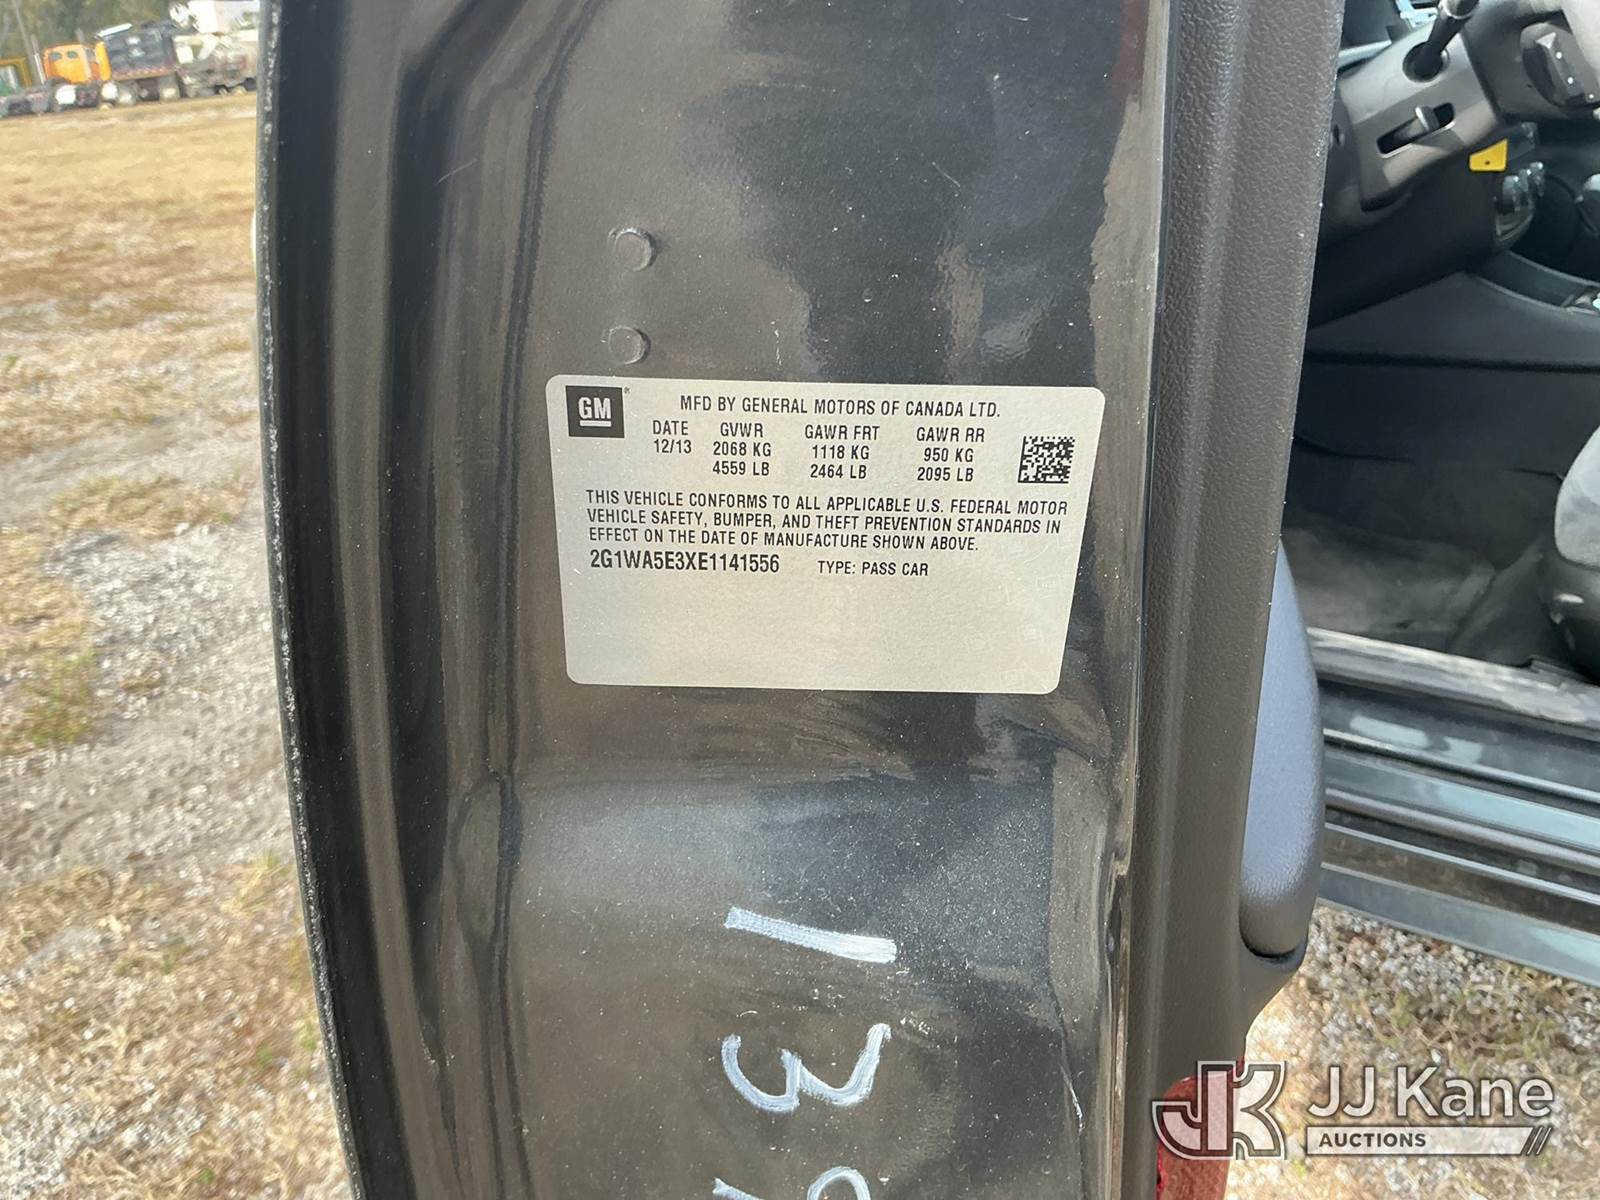 GM
MFD BY GENERAL MOTORS OF CANADA LTD.
DATE GVWR GAWR FRT GAWR RR
12/13 2068 KG 1118 KG 950 KG
4559 LB 2464 LB 2095 LB
THIS VEHICLE CONFORMS TO ALL APPLICABLE U.S. FEDERAL MOTOR
VEHICLE SAFETY, BUMPER, AND THEFT PREVENTION STANDARDS IN
EFFECT ON THE DATE OF MANUFACTURE SHOWN ABOVE.
2G1WA5E3XE1141556 TYPE: PASS CAR
1
3
JK JJ Kane
AUCTIONS